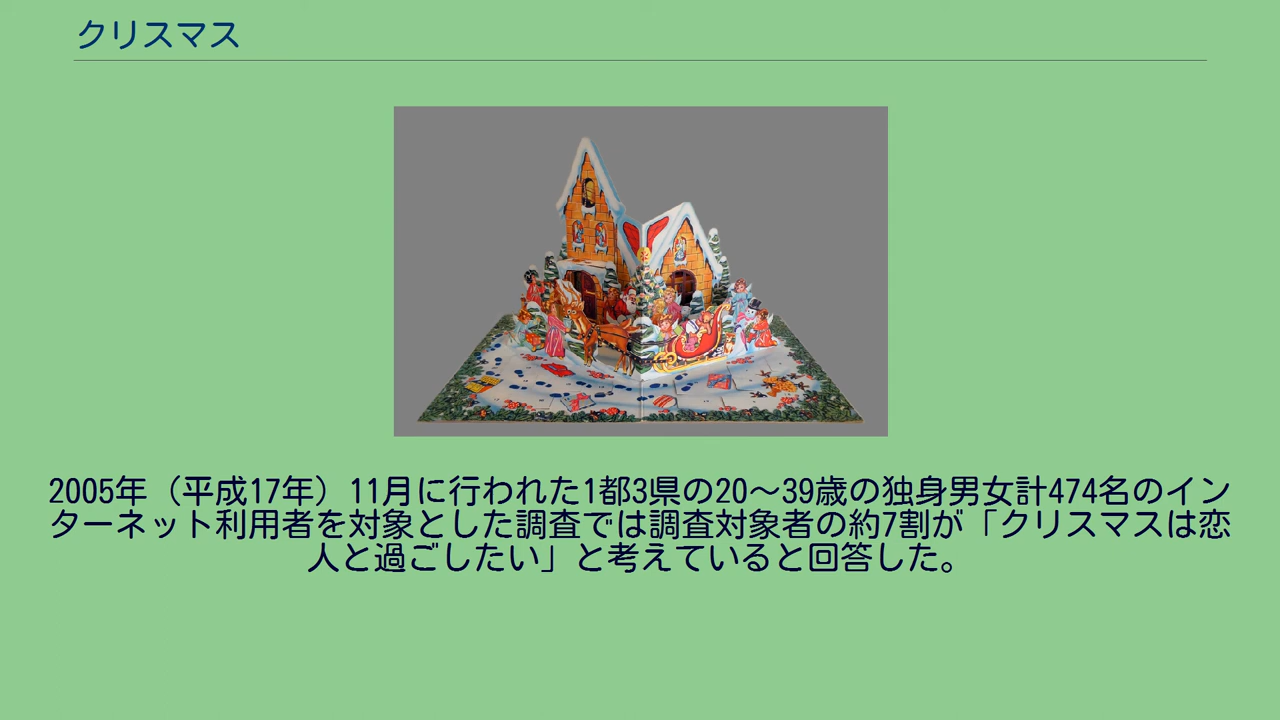 クリスマス
2005年（平成17年）11月に行われた1都3県の20～39歳の独身男女計474名のイン
ターネット利用者を対象とした調査では調査対象者の約7割が「クリスマスは恋
人と過ごしたい」と考えていると回答した。